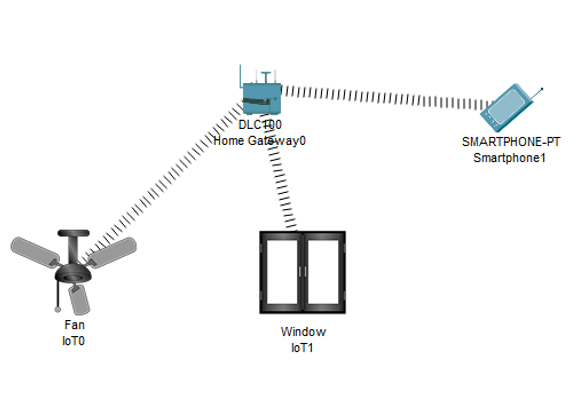 DLC100
Home Gateway0
SMARTPHONE-PT
Smartphone1
Fan
IoT0
Window
IoT1